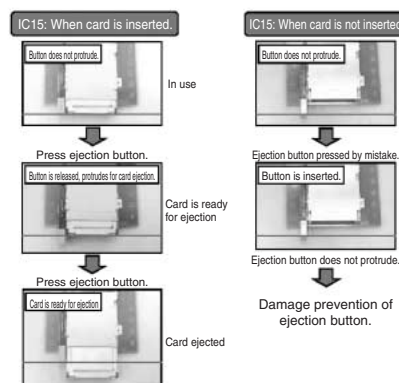 IC15: When card is inserted.
Button does not protrude.
In use
Press ejection button.
Button is released, protrudes for card ejection.
Card is ready
for ejection
Press ejection button.
Card is ready for ejection
Card ejected
IC15: When card is not inserted
Button does not protrude.
Ejection button pressed by mistake.
Button is inserted.
Ejection button does not protrude.
Damage prevention of
ejection button.